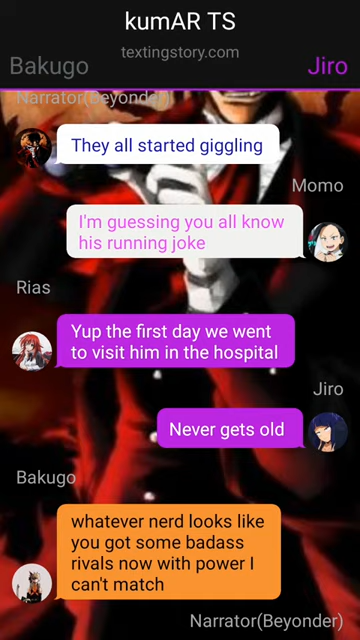 kumAR TS
textingstory.com
Bakugo
Jiro
Narrator(Beyonder)
They all started giggling
Momo
I'm guessing you all know
his running joke
Rias
Yup the first day we went
to visit him in the hospital
Jiro
Never gets old
Bakugo
whatever nerd looks like
you got some badass
rivals now with power I
can't match
Narrator(Beyonder)